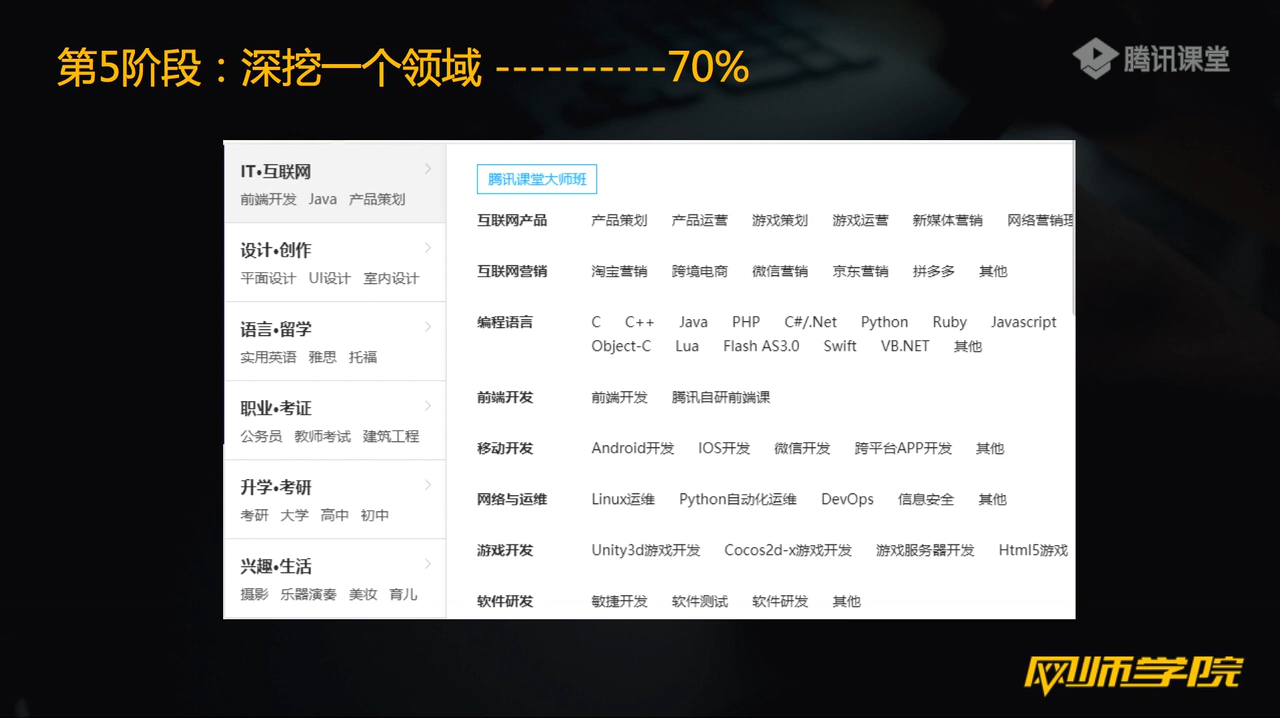 第5阶段：深挖一个领域 ----------70%
腾讯课堂
IT•互联网
前端开发 Java 产品策划
设计•创作
平面设计 UI设计 室内设计
语言•留学
实用英语 雅思 托福
职业•考证
公务员 教师考试 建筑工程
升学•考研
考研 大学 高中 初中
兴趣•生活
摄影 乐器演奏 美妆 育儿
腾讯课堂大师班
互联网产品 产品策划 产品运营 游戏策划 游戏运营 新媒体营销 网络营销理
互联网营销 淘宝营销 跨境电商 微信营销 京东营销 拼多多 其他
编程语言 C C++ Java PHP C#/.Net Python Ruby Javascript
Object-C Lua Flash AS3.0 Swift VB.NET 其他
前端开发 前端开发 腾讯自研前端课
移动开发 Android开发 IOS开发 微信开发 跨平台APP开发 其他
网络与运维 Linux运维 Python自动化运维 DevOps 信息安全 其他
游戏开发 Unity3d游戏开发 Cocos2d-x游戏开发 游戏服务器开发 Html5游戏
软件研发 敏捷开发 软件测试 软件研发 其他
网师学院